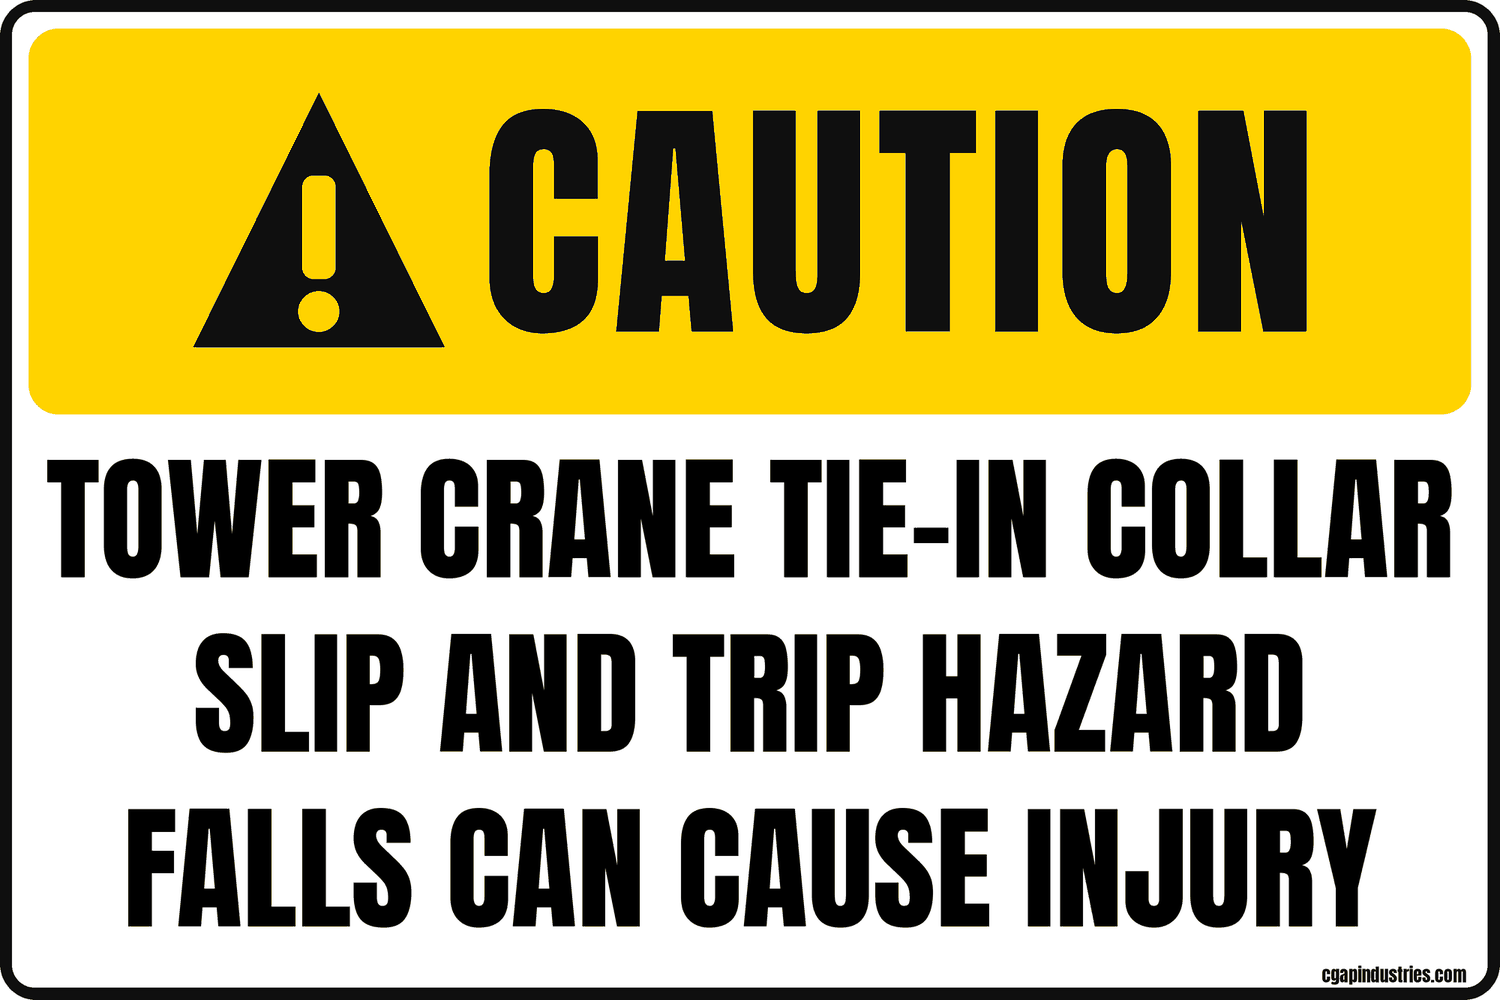 CAUTION
TOWER CRANE TIE-IN COLLAR
SLIP AND TRIP HAZARD
FALLS CAN CAUSE INJURY
cgapindustries.com